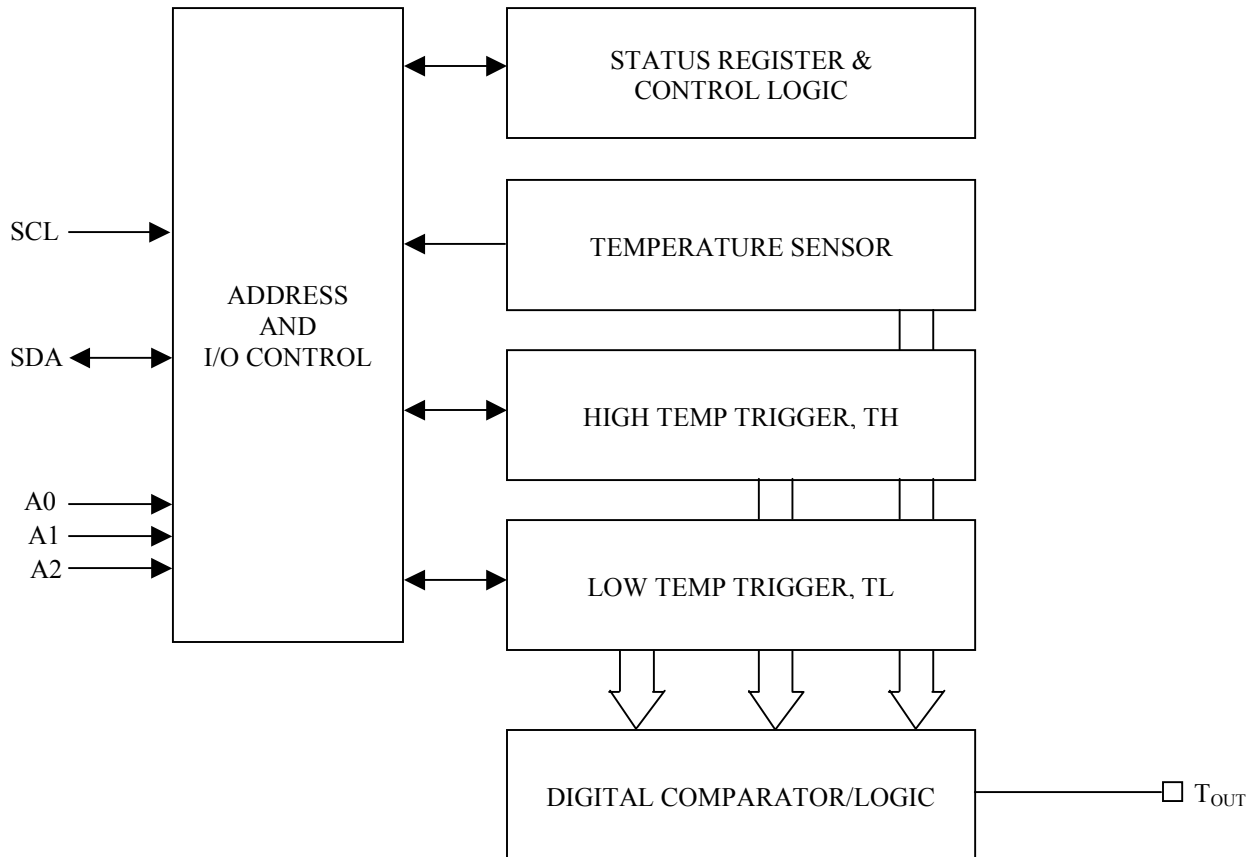 STATUS REGISTER &
CONTROL LOGIC
SCL
TEMPERATURE SENSOR
ADDRESS
AND
I/O CONTROL
SDA
HIGH TEMP TRIGGER, TH
A0
A1
A2
LOW TEMP TRIGGER, TL
DIGITAL COMPARATOR/LOGIC
TOUT